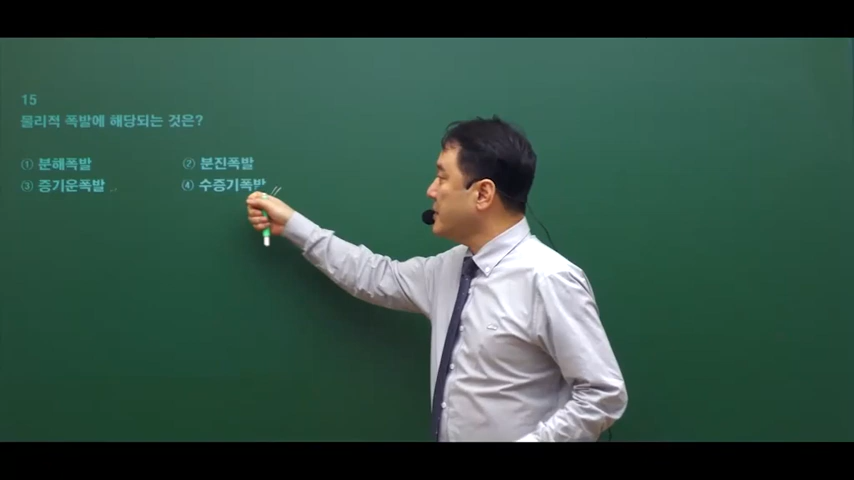 15
물리적 폭발에 해당되는 것은?
① 분해폭발 ② 분진폭발
③ 증기운폭발 ④ 수증기폭발